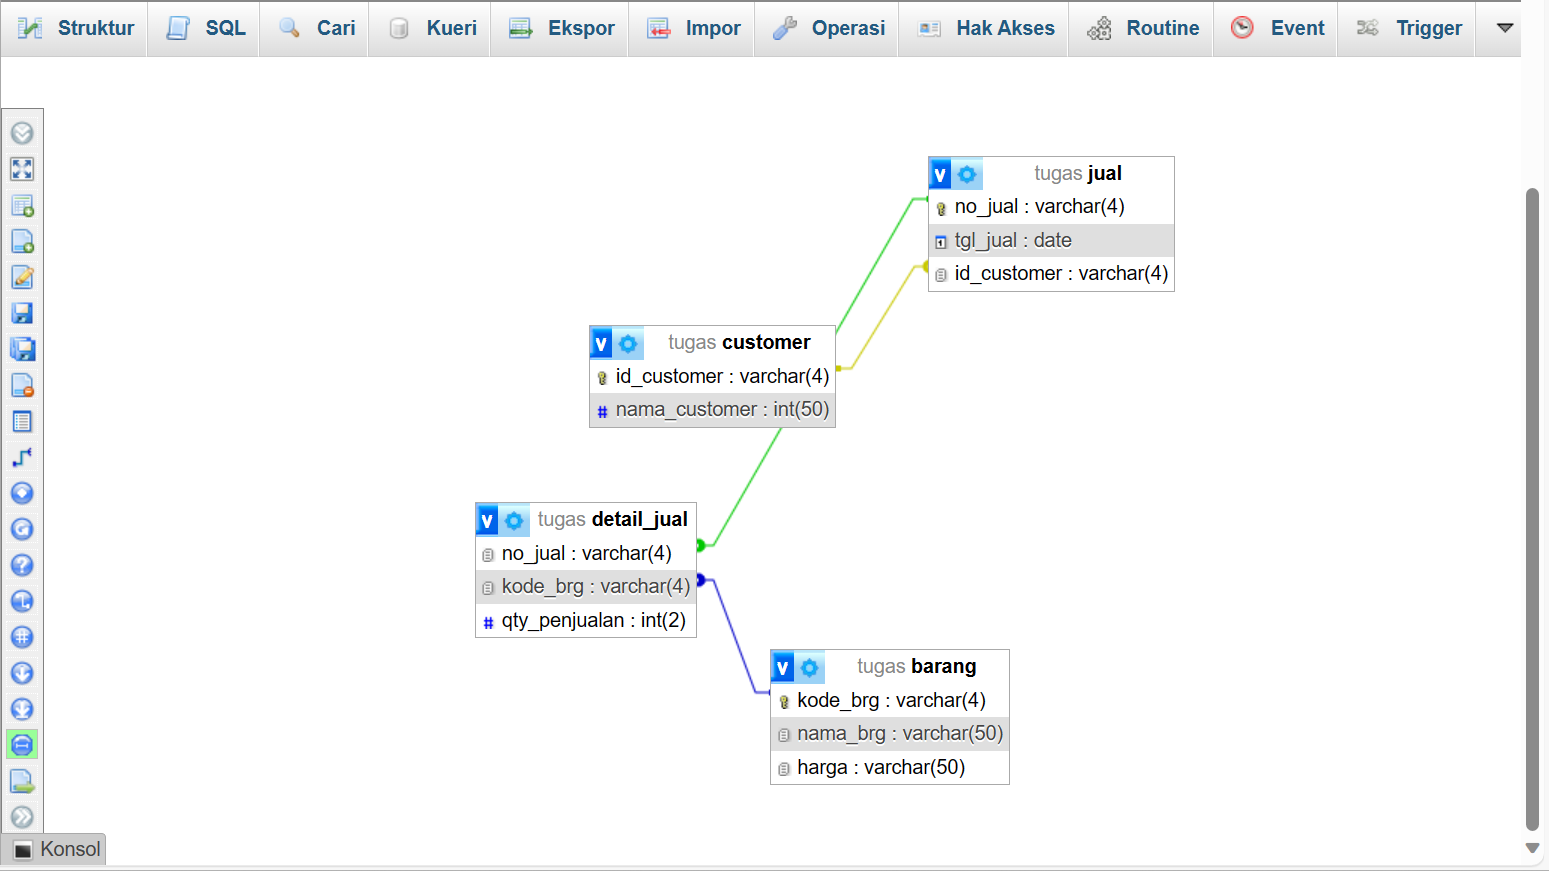 Struktur SQL Cari Kueri Ekspor Impor Operasi Hak Akses Routine Event Trigger
tugas jual
no_jual : varchar(4)
tgl_jual : date
id_customer : varchar(4)
tugas customer
id_customer : varchar(4)
nama_customer : int(50)
tugas detail_jual
no_jual : varchar(4)
kode_brg : varchar(4)
qty_penjualan : int(2)
tugas barang
kode_brg : varchar(4)
nama_brg : varchar(50)
harga : varchar(50)
Konsol